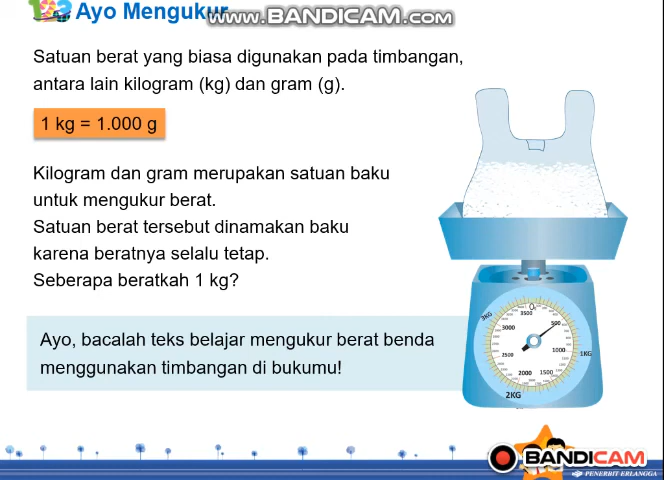 Ayo Mengukur
www.BANDICAM.COM
Satuan berat yang biasa digunakan pada timbangan,
antara lain kilogram (kg) dan gram (g).
1 kg = 1.000 g
Kilogram dan gram merupakan satuan baku
untuk mengukur berat.
Satuan berat tersebut dinamakan baku
karena beratnya selalu tetap.
Seberapa beratkah 1 kg?
0
3500
3KG
500
3000
1000
1KG
2500
2000
1500
2KG
Ayo, bacalah teks belajar mengukur berat benda
menggunakan timbangan di bukumu!
BANDICAM
PENERBIT ERLANGGA